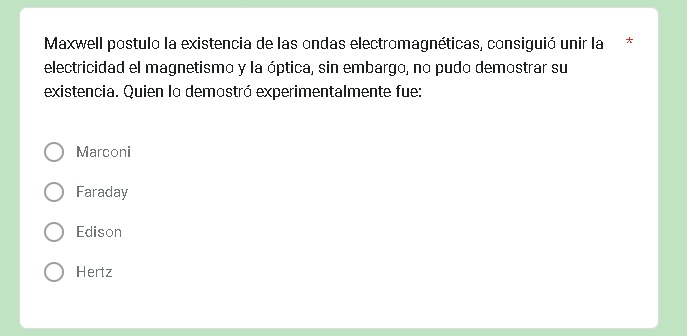 Maxwell postulo la existencia de las ondas electromagnéticas, consiguió unir la *
electricidad el magnetismo y la óptica, sin embargo, no pudo demostrar su
existencia. Quien lo demostró experimentalmente fue:
Marconi
Faraday
Edison
Hertz